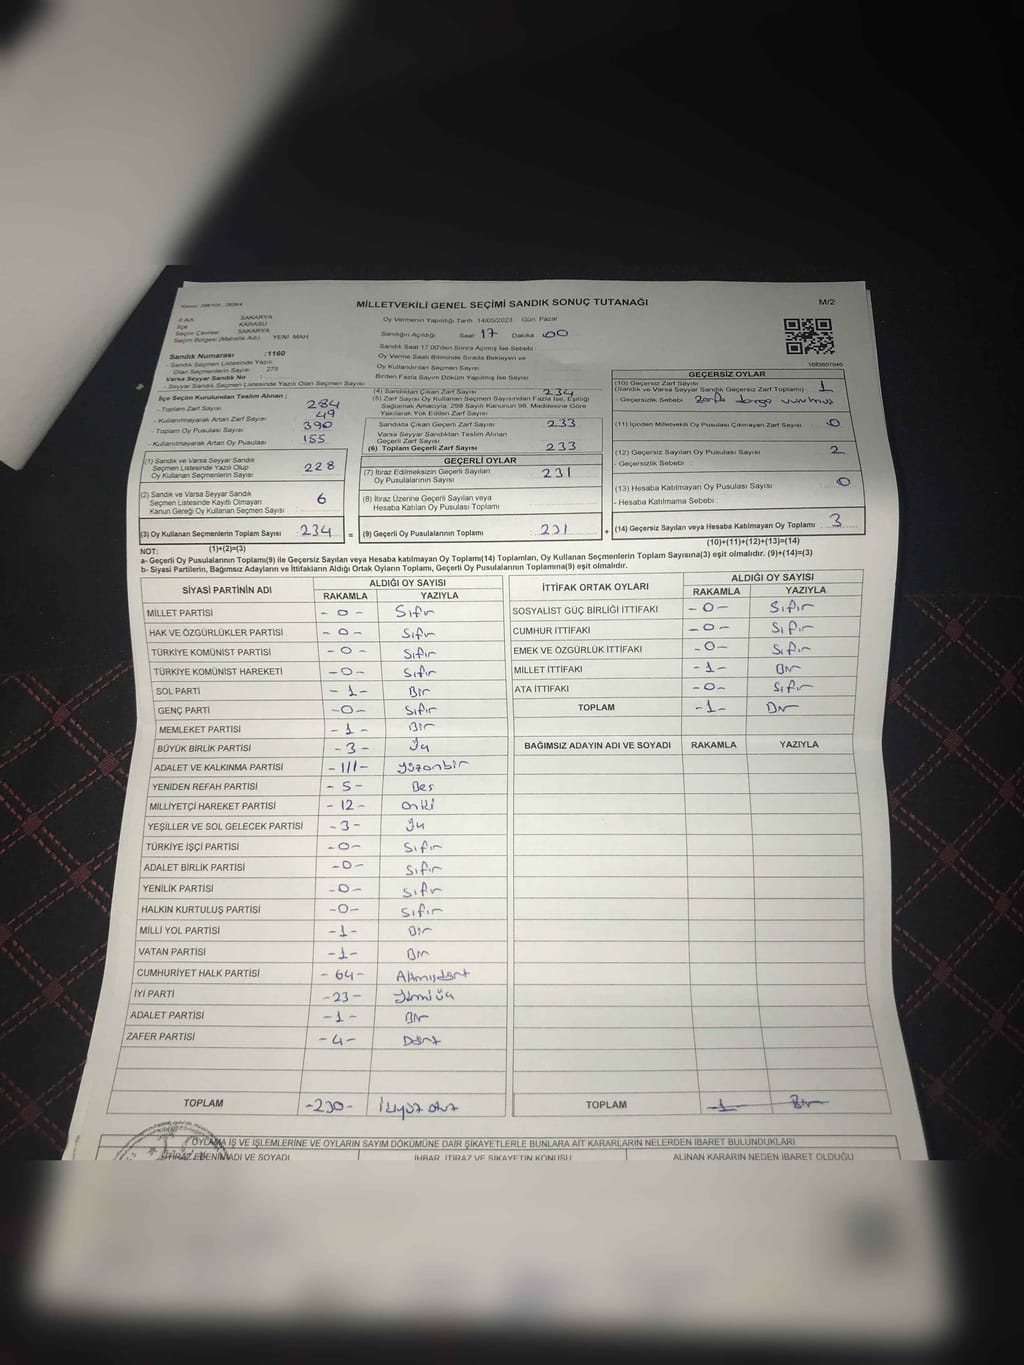 Kanun: 298/105 - 2839/4
MİLLETVEKİLİ GENEL SEÇİMİ SANDIK SONUÇ TUTANAĞI
M/2
İl Adı : SAKARYA
İlçe KARASU
Seçim Çevresi SAKARYA
Seçim Bölgesi (Mahalle Adı) : YENİ MAH
Sandık Numarası :1160
- Sandık Seçmen Listesinde Yazılı
Olan Seçmenlerin Sayısı
Varsa Seyyar Sandık No
- Seyyar Sandık Seçmen Listesinde Yazılı Olan Seçmen Sayısı
İlçe Seçim Kurulundan Teslim Alınan ;
- Toplam Zarf Sayısı 284
- Kullanılmayarak Artan Zarf Sayısı 49
- Toplam Oy Pusulası Sayısı 390
- Kullanılmayarak Artan Oy Pusulası 155
(1) Sandık ve Varsa Seyyar Sandık
Seçmen Listesinde Yazılı Olup
Oy Kullanan Seçmenlerin Sayısı 228
(2) Sandık ve Varsa Seyyar Sandık
Seçmen Listesinde Kayıtlı Olmayan
Kanun Gereği Oy Kullanan Seçmen Sayısı 6
(3) Oy Kullanan Seçmenlerin Toplam Sayısı 234 =
(1)+(2)=(3)
Oy Vermenin Yapıldığı Tarih :14/05/2023 Gün: Pazar
Sandığın Açıldığı Saat 17 Dakika 00
Sandık Saat 17:00'den Sonra Açılmış İse Sebebi
Oy Verme Saati Bitiminde Sırada Bekleyen ve
Oy Kullandırılan Seçmen Sayısı
Birden Fazla Sayım Döküm Yapılmış İse Sayısı
(4) Sandıktan Çıkan Zarf Sayısı 234
(5) Zarf Sayısı Oy Kullanan Seçmen Sayısından Fazla İse, Eşitliği
Sağlamak Amacıyla; 298 Sayılı Kanunun 98. Maddesine Göre
Yakılarak Yok Edilen Zarf Sayısı
Sandıkta Çıkan Geçerli Zarf Sayısı 233
Varsa Seyyar Sandıktan Teslim Alınan
Geçerli Zarf Sayısı
(6) Toplam Geçerli Zarf Sayısı 233
GEÇERLİ OYLAR
(7) İtiraz Edilmeksizin Geçerli Sayılan
Oy Pusulalarının Sayısı 231
(8) İtiraz Üzerine Geçerli Sayılan veya
Hesaba Katılan Oy Pusulası Toplamı
(9) Geçerli Oy Pusulalarının Toplamı 231 +
1083607040
GEÇERSİZ OYLAR
(10) Geçersiz Zarf Sayısı
(Sandık ve Varsa Seyyar Sandık Geçersiz Zarf Toplamı) 1
- Geçersizlik Sebebi
(11) İçinden Milletvekili Oy Pusulası Çıkmayan Zarf Sayısı 0
(12) Geçersiz Sayılan Oy Pusulası Sayısı 2
- Geçersizlik Sebebi :
(13) Hesaba Katılmayan Oy Pusulası Sayısı 0
- Hesaba Katılmama Sebebi :
(14) Geçersiz Sayılan veya Hesaba Katılmayan Oy Toplamı 3
(10)+(11)+(12)+(13)=(14)
NOT:
a- Geçerli Oy Pusulalarının Toplamı(9) ile Geçersiz Sayılan veya Hesaba katılmayan Oy Toplamı(14) Toplamları, Oy Kullanan Seçmenlerin Toplam Sayısına(3) eşit olmalıdır. (9)+(14)=(3)
b- Siyasi Partilerin, Bağımsız Adayların ve İttifakların Aldığı Ortak Oyların Toplamı, Geçerli Oy Pusulalarının Toplamına(9) eşit olmalıdır.
SİYASİ PARTİNİN ADI ALDIĞI OY SAYISI
RAKAMLA YAZIYLA
MİLLET PARTİSİ -0- Sıfır
HAK VE ÖZGÜRLÜKLER PARTİSİ -0- Sıfır
TÜRKİYE KOMÜNİST PARTİSİ -0- Sıfır
TÜRKİYE KOMÜNİST HAREKETİ -0- Sıfır
SOL PARTİ -1- Bir
GENÇ PARTİ -0- Sıfır
MEMLEKET PARTİSİ -1- Bir
BÜYÜK BİRLİK PARTİSİ -3- Üç
ADALET VE KALKINMA PARTİSİ -111- Yüzonbir
YENİDEN REFAH PARTİSİ -5- Beş
MİLLİYETÇİ HAREKET PARTİSİ -12- Oniki
YEŞİLLER VE SOL GELECEK PARTİSİ -3- Üç
TÜRKİYE İŞÇİ PARTİSİ -0- Sıfır
ADALET BİRLİK PARTİSİ -0- Sıfır
YENİLİK PARTİSİ -0- Sıfır
HALKIN KURTULUŞ PARTİSİ -0- Sıfır
MİLLİ YOL PARTİSİ -1- Bir
VATAN PARTİSİ -1- Bir
CUMHURİYET HALK PARTİSİ -64- Altmışdört
İYİ PARTİ -23- Yirmiüç
ADALET PARTİSİ -1- Bir
ZAFER PARTİSİ -4- Dört
TOPLAM -230- İkiyüz otuz
İTTİFAK ORTAK OYLARI ALDIĞI OY SAYISI
RAKAMLA YAZIYLA
SOSYALIST GÜÇ BİRLİĞİ İTTİFAKI -0- Sıfır
CUMHUR İTTİFAKI -0- Sıfır
EMEK VE ÖZGÜRLÜK İTTİFAKI -0- Sıfır
MİLLET İTTİFAKI -1- Bir
ATA İTTİFAKI -0- Sıfır
TOPLAM -1- Bir
BAĞIMSIZ ADAYIN ADI VE SOYADI RAKAMLA YAZIYLA
TOPLAM -1- Bir
OYLAMA İŞ VE İŞLEMLERİNE VE OYLARIN SAYIM DÖKÜMÜNE DAİR ŞİKAYETLERLE BUNLARA AİT KARARLARIN NELERDEN İBARET BULUNDUKLARI
İTİRAZ EDENİN ADI VE SOYADI İHBAR, İTİRAZ VE ŞİKAYETİN KONUSU ALINAN KARARIN NEDEN İBARET OLDUĞU